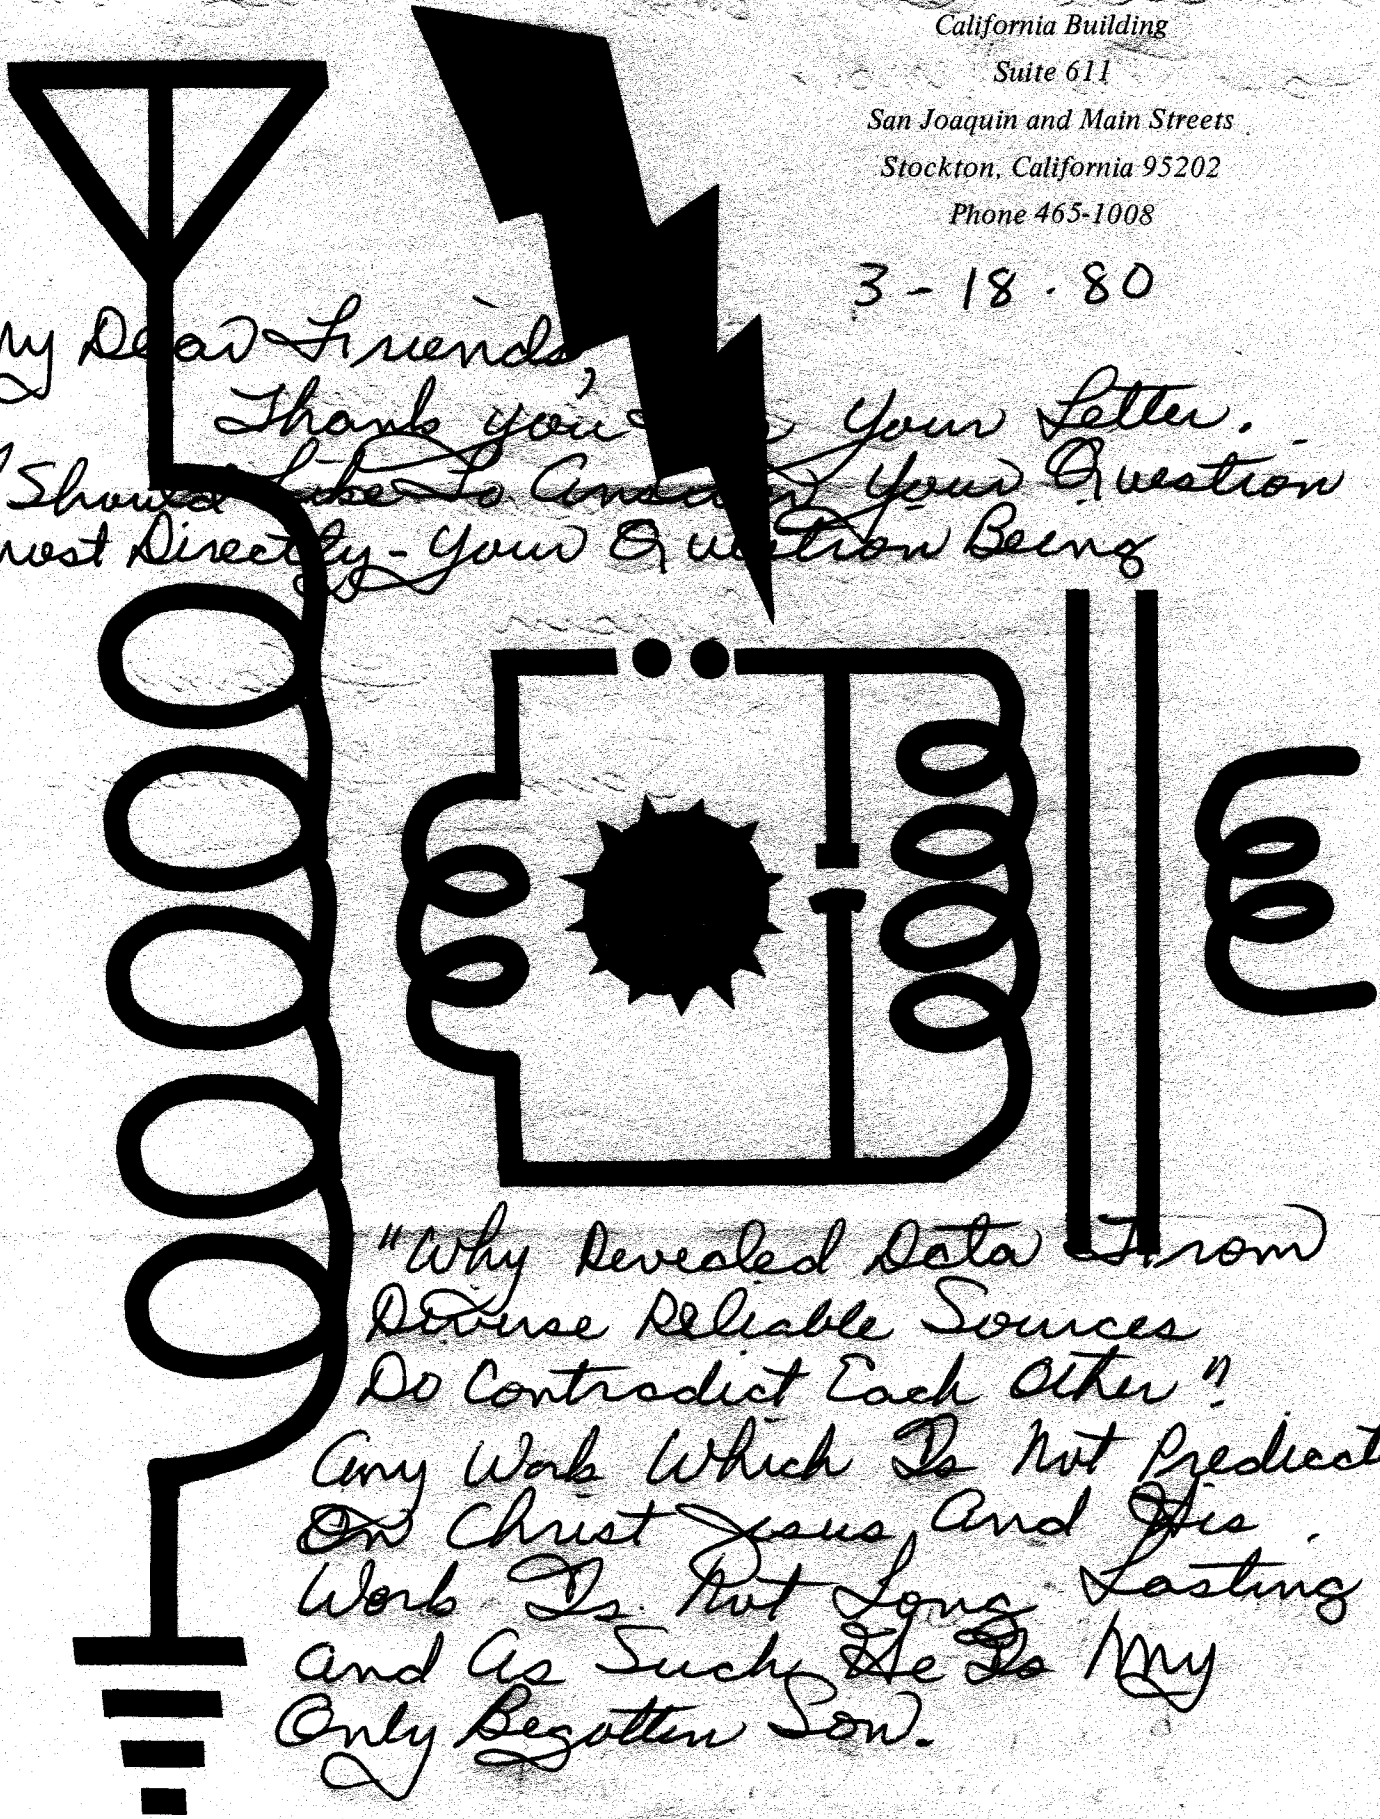 California Building
Suite 611
San Joaquin and Main Streets
Stockton, California 95202
Phone 465-1008
3-18-80
My Dear Friends,
Thank you Your Letter.
Should Like To Answer Your Question
most Directly - Your Question Being
"Why Revealed Data From
Diverse Reliable Sources
Do Contradict Each Other"?
Any Work Which Is Not Predicat
On Christ Jesus, And His
Work Is Not Long Lasting
And As Such, He Is My
Only Begotten Son.